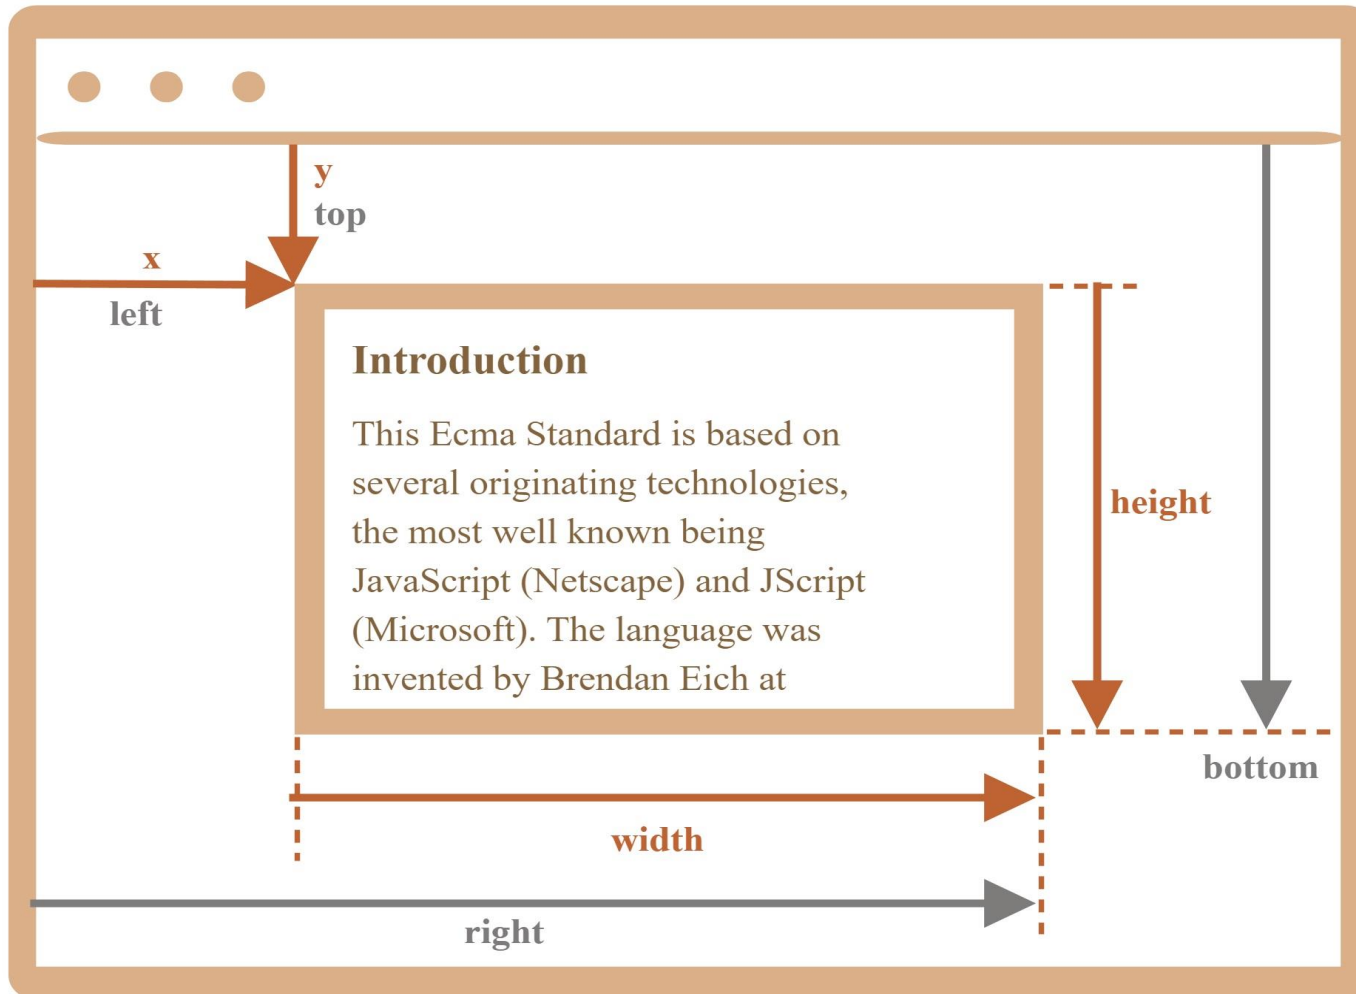 y
top
x
left
Introduction
This Ecma Standard is based on
several originating technologies,
the most well known being
JavaScript (Netscape) and JScript
(Microsoft). The language was
invented by Brendan Eich at
height
bottom
width
right